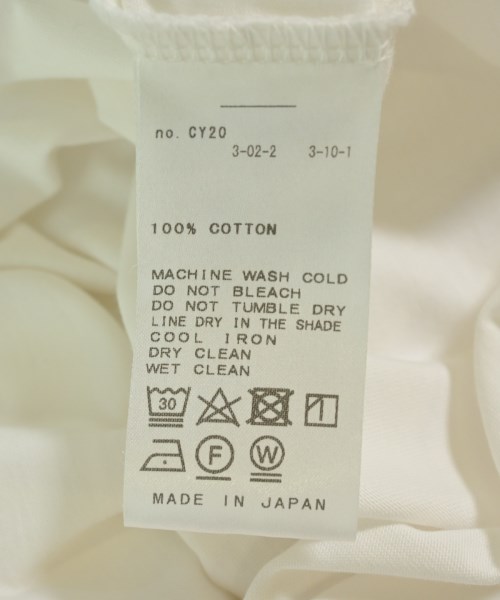 no. CY20
3-02-2 3-10-1
100% COTTON
MACHINE WASH COLD
DO NOT BLEACH
DO NOT TUMBLE DRY
LINE DRY IN THE SHADE
COOL IRON
DRY CLEAN
WET CLEAN
30
F W
MADE IN JAPAN